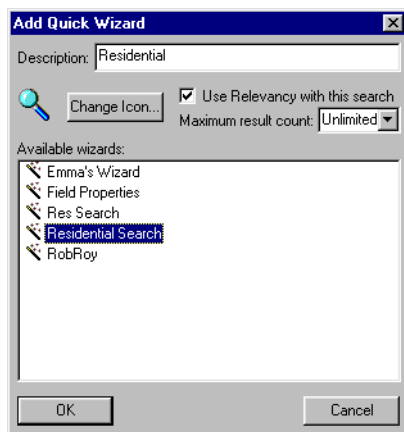 Add Quick Wizard
Description: Residential
Change Icon...
Use Relevancy with this search
Maximum result count: Unlimited
Available wizards:
Emma's Wizard
Field Properties
Res Search
Residential Search
RobRoy
OK Cancel